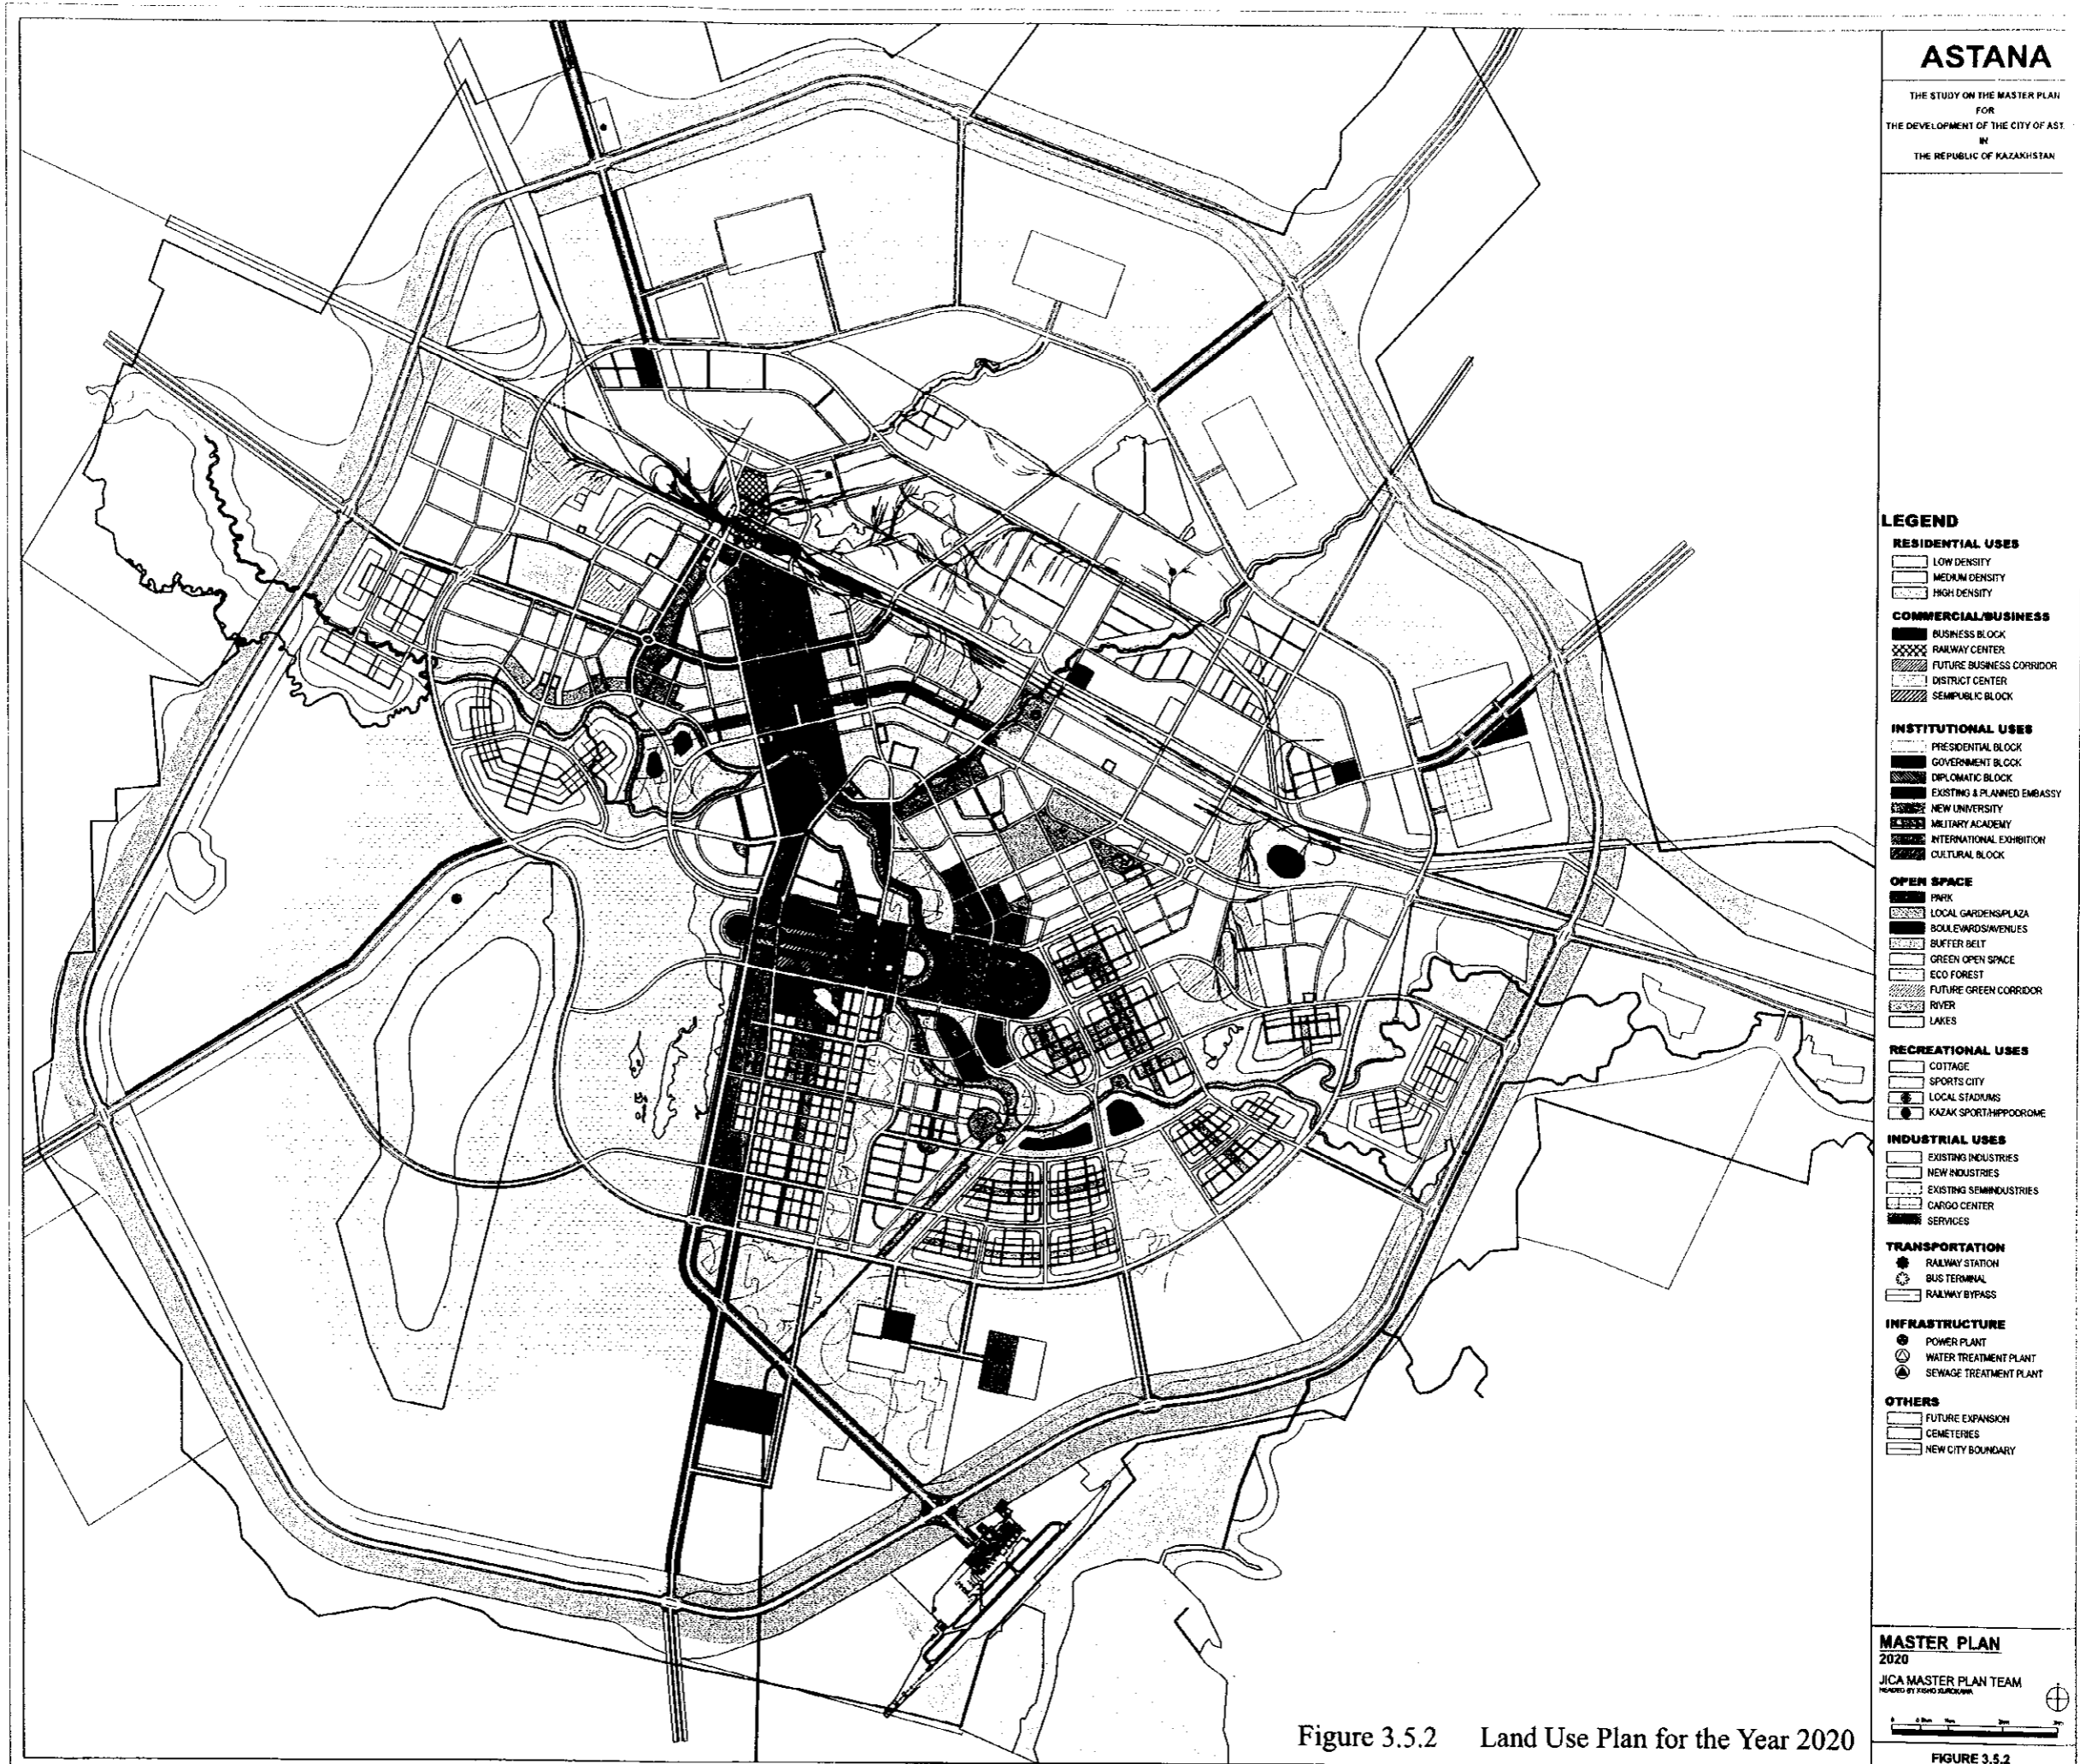 ASTANA
THE STUDY ON THE MASTER PLAN
FOR
THE DEVELOPMENT OF THE CITY OF AST
IN
THE REPUBLIC OF KAZAKHSTAN
LEGEND
RESIDENTIAL USES
LOW DENSITY
MEDIUM DENSITY
HIGH DENSITY
COMMERCIAL/BUSINESS
BUSINESS BLOCK
RAILWAY CENTER
FUTURE BUSINESS CORRIDOR
DISTRICT CENTER
SEMIPUBLIC BLOCK
INSTITUTIONAL USES
PRESIDENTIAL BLOCK
GOVERNMENT BLOCK
DIPLOMATIC BLOCK
EXISTING & PLANNED EMBASSY
NEW UNIVERSITY
MILITARY ACADEMY
INTERNATIONAL EXHIBITION
CULTURAL BLOCK
OPEN SPACE
PARK
LOCAL GARDENS/PLAZA
BOULEVARDS/AVENUES
BUFFER BELT
GREEN OPEN SPACE
ECO FOREST
FUTURE GREEN CORRIDOR
RIVER
LAKES
RECREATIONAL USES
COTTAGE
SPORTS CITY
LOCAL STADIUMS
KAZAK SPORT/HIPPODROME
INDUSTRIAL USES
EXISTING INDUSTRIES
NEW INDUSTRIES
EXISTING SEMIINDUSTRIES
CARGO CENTER
SERVICES
TRANSPORTATION
RAILWAY STATION
BUS TERMINAL
RAILWAY BYPASS
INFRASTRUCTURE
POWER PLANT
WATER TREATMENT PLANT
SEWAGE TREATMENT PLANT
OTHERS
FUTURE EXPANSION
CEMETERIES
NEW CITY BOUNDARY
MASTER PLAN
2020
JICA MASTER PLAN TEAM
HEADED BY KISHO KUROKAWA
Figure 3.5.2 Land Use Plan for the Year 2020
FIGURE 3.5.2